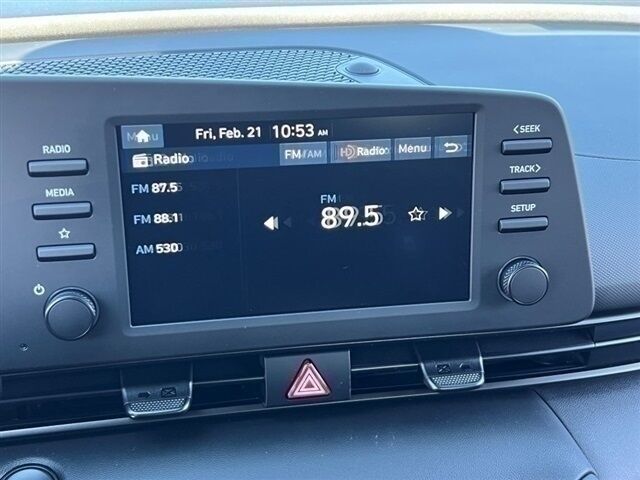 Fri, Feb. 21 10:53 AM
Radio FM/AM HD Radio Menu
FM 87.5
FM 88.1
AM 530
FM
89.5
RADIO
MEDIA
< SEEK
TRACK >
SETUP